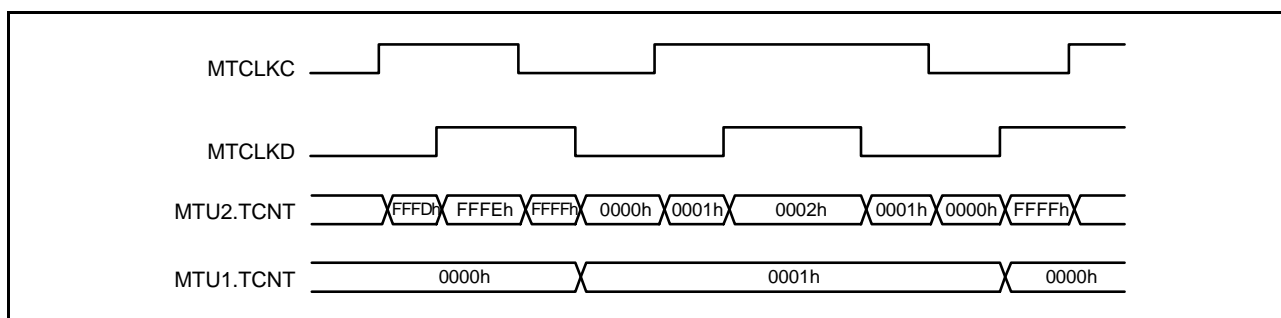 MTCLKC
MTCLKD
MTU2.TCNT FFFDh FFFEh FFFFh 0000h 0001h 0002h 0001h 0000h FFFFh
MTU1.TCNT 0000h 0001h 0000h